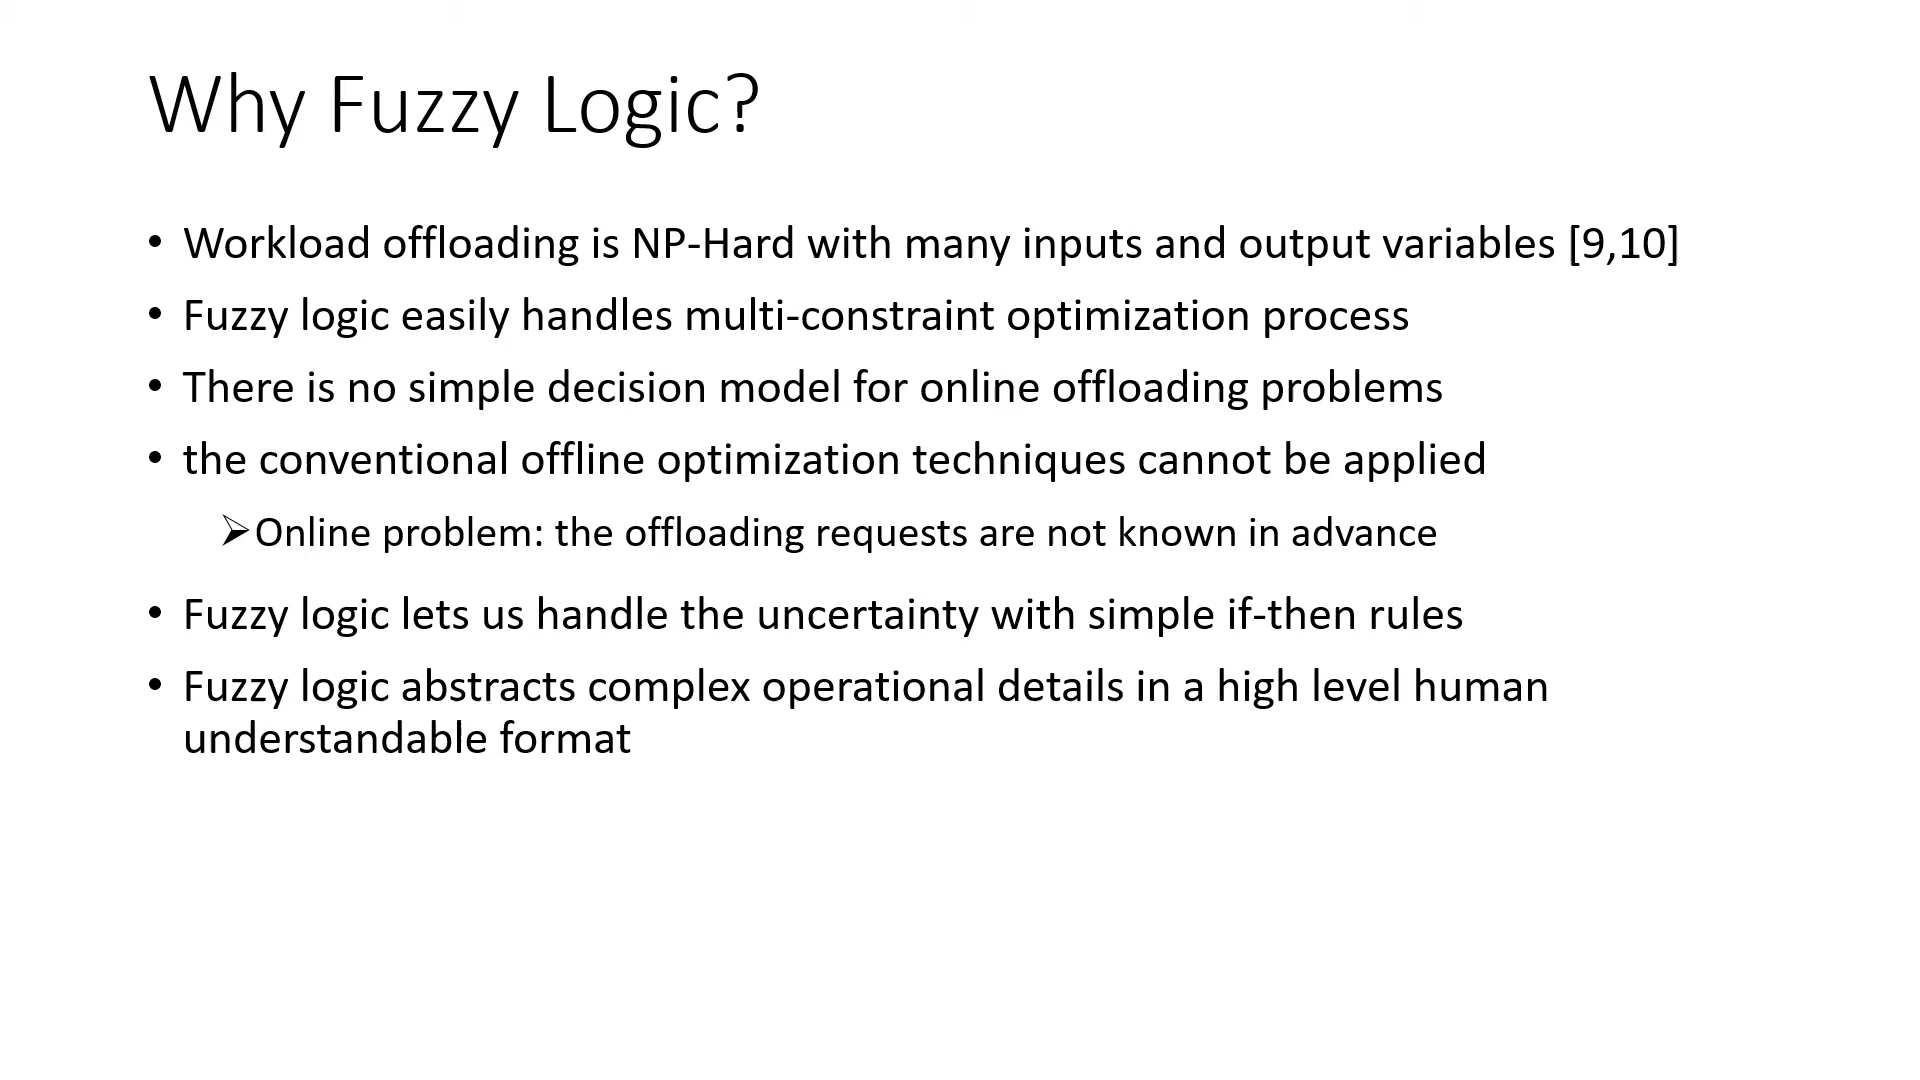 Why Fuzzy Logic?
• Workload offloading is NP-Hard with many inputs and output variables [9,10]
• Fuzzy logic easily handles multi-constraint optimization process
• There is no simple decision model for online offloading problems
• the conventional offline optimization techniques cannot be applied
➢Online problem: the offloading requests are not known in advance
• Fuzzy logic lets us handle the uncertainty with simple if-then rules
• Fuzzy logic abstracts complex operational details in a high level human
understandable format